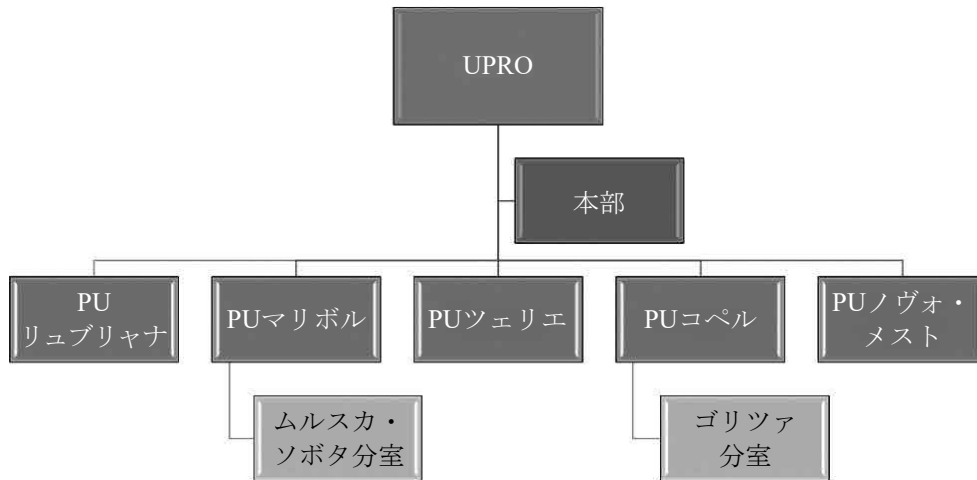 UPRO
本部
PU
リュブリャナ
PUマリボル
PUツェリエ
PUコペル
PUノヴォ・
メスト
ムルスカ・
ソボタ分室
ゴリツァ
分室